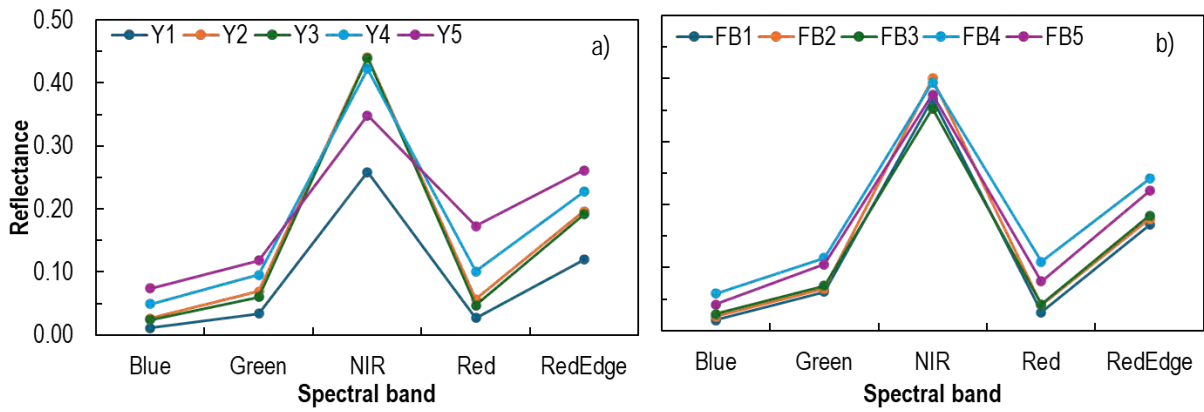 0.50
0.40
0.30
0.20
0.10
0.00
Reflectance
Y1 Y2 Y3 Y4 Y5
a)
Blue Green NIR Red RedEdge
Spectral band
FB1 FB2 FB3 FB4 FB5
b)
Blue Green NIR Red RedEdge
Spectral band